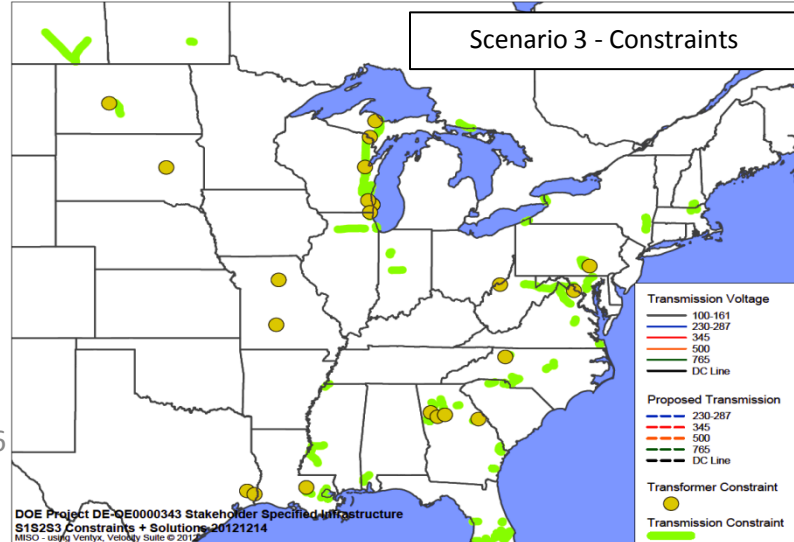 Scenario 3 - Constraints
Transmission Voltage
100-161
230-287
345
500
765
DC Line
Proposed Transmission
230-287
345
500
765
DC Line
Transformer Constraint
Transmission Constraint
DOE Project DE-OE0000343 Stakeholder Specified Infrastructure
S1S2S3 Constraints + Solutions 20121214
MISO - using Ventyx, Velocity Suite © 2012